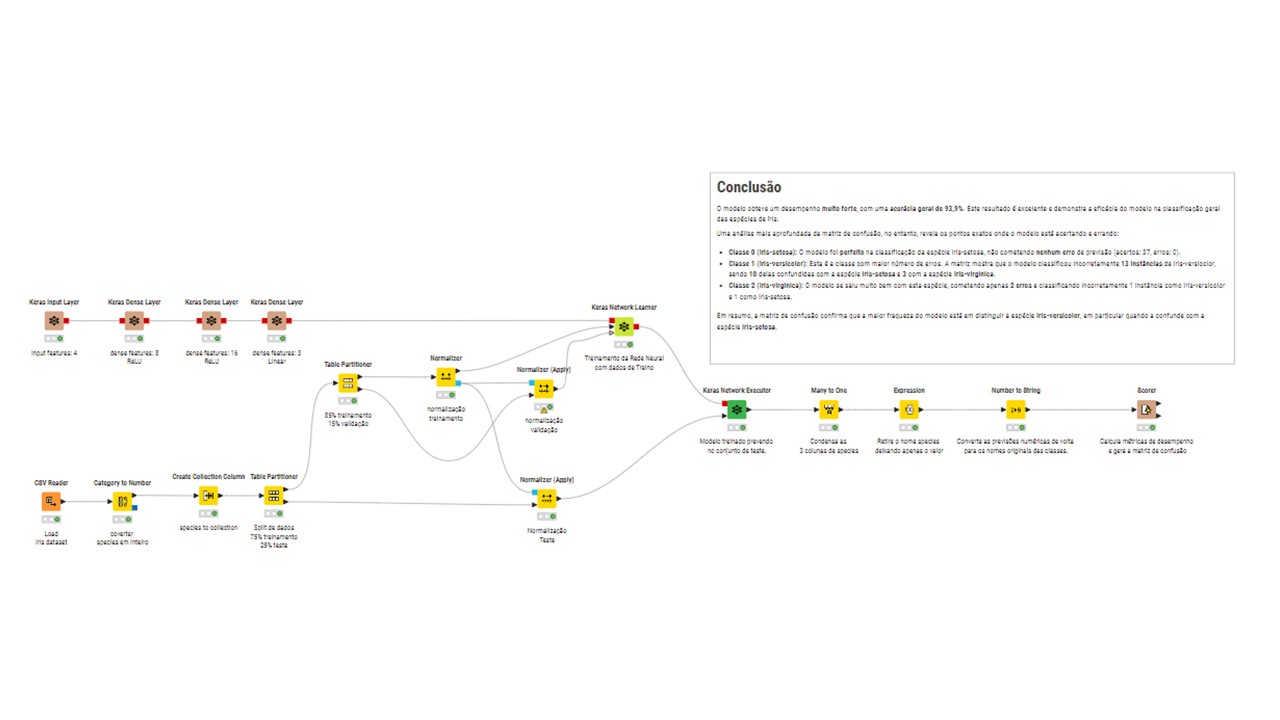 Conclusão
O modelo obteve um desempenho muito forte, com uma acurácia geral de 93,9%. Este resultado é excelente e demonstra a eficácia do modelo na classificação geral
das espécies de Iris.
Uma análise mais aprofundada da matriz de confusão, no entanto, revela os pontos exatos onde o modelo está acertando e errando:
• Classe 0 (Iris-setosa): O modelo foi perfeito na classificação da espécie Iris-setosa, não cometendo nenhum erro de previsão (acertos: 37, erros: 0).
• Classe 1 (Iris-versicolor): Esta é a classe com maior número de erros. A matriz mostra que o modelo classificou incorretamente 13 instâncias de Iris-versicolor,
sendo 10 delas confundidas com a espécie Iris-setosa e 3 com a espécie Iris-virginica.
• Classe 2 (Iris-virginica): O modelo se saiu muito bem com esta espécie, cometendo apenas 2 erros e classificando incorretamente 1 instância como Iris-versicolor
e 1 como Iris-setosa.
Em resumo, a matriz de confusão confirma que a maior fraqueza do modelo está em distinguir a espécie Iris-versicolor, em particular quando a confunde com a
espécie Iris-setosa.
Keras Input Layer
Input features: 4
Keras Dense Layer
dense features: 8
ReLU
Keras Dense Layer
dense features: 16
ReLU
Keras Dense Layer
dense features: 3
Linear
Keras Network Learner
Treinamento da Rede Neural
com dados de Treino
Table Partitioner
85% treinamento
15% validação
Normalizer
normalização
treinamento
Normalizer (Apply)
normalização
validação
Keras Network Executor
Modelo treinado prevendo
no conjunto de teste.
Many to One
Condensa as
3 colunas de species
Expression
Retire o nome species
deixando apenas o valor
Number to String
Converte as previsões numéricas de volta
para os nomes originais das classes.
Scorer
Calcula métricas de desempenho
e gera a matriz de confusão
CSV Reader
Load
Iris dataset
Category to Number
coverter
species em inteiro
Create Collection Column
species to collection
Table Partitioner
Split de dados
75% treinamento
25% teste
Normalizer (Apply)
Normalização
Teste